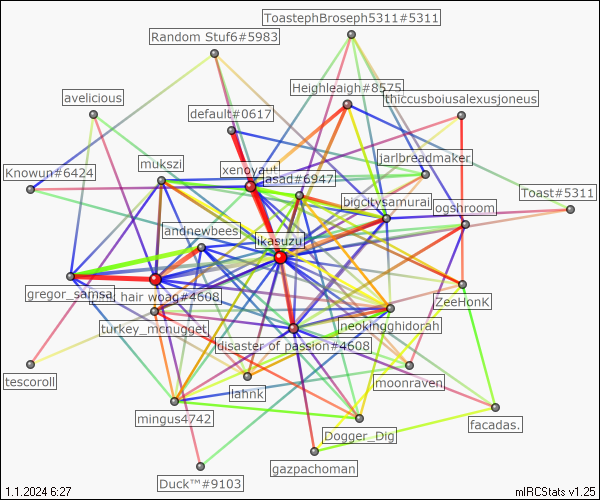 ToastephBroseph5311#5311
Random Stuf6#5983
Heighleaigh#8575
thiccusboiusalexusjoneus
avelicious
default#0617
jarlbreadmaker
mukszi
xenoyaut
Knowun#6424
asad#6947
bigcitysamurai
ogshroom
Toast#5311
andnewbees
likasuzu
gregor_samsa
hair woag#4608
ZeeHonK
turkey_mcnugget
neokingghidorah
disaster of passion#4608
tescoroll
lahnk
moonraven
mingus4742
Dogger_Dig
facadas.
gazpachoman
Duck™#9103
1.1.2024 6:27
mIRCStats v1.25